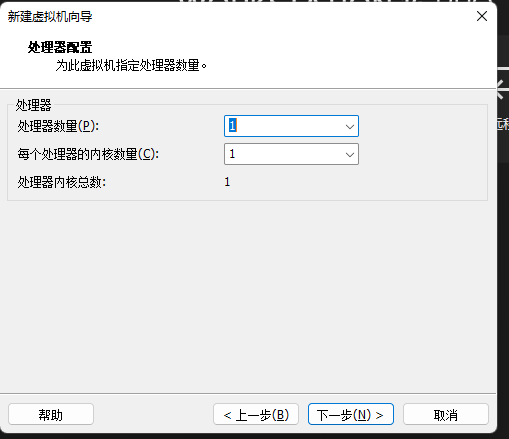 新建虚拟机向导
处理器配置
为此虚拟机指定处理器数量。
处理器
处理器数量(P):
1
每个处理器的内核数量(C):
1
处理器内核总数:
1
帮助
< 上一步(B)
下一步(N) >
取消